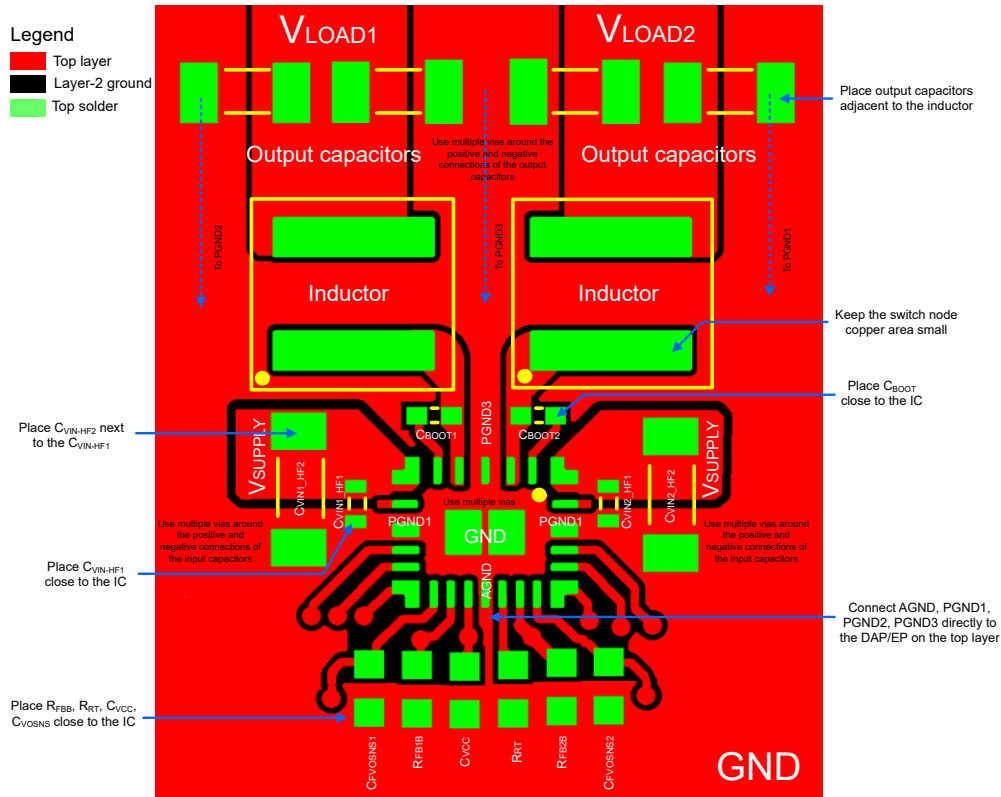 Legend
Top layer
Layer-2 ground
Top solder
VLOAD1
VLOAD2
Place output capacitors
adjacent to the inductor
Output capacitors
Use multiple vias around the
positive and negative
connections of the output
capacitors
Output capacitors
To PGND2
To PGND3
To PGND1
Inductor
Inductor
Keep the switch node
copper area small
Place CBOOT
close to the IC
PGND3
CBOOT1
CBOOT2
Place CVIN-HF2 next
to the CVIN-HF1
VSUPPLY
CVIN1_HF2
CVIN1_HF1
CVIN2_HF1
CVIN2_HF2
VSUPPLY
Use multiple vias
PGND1
PGND1
GND
Use multiple vias around
the positive and
negative connections of
the input capacitors
Use multiple vias around
the positive and
negative connections of
the input capacitors
Place CVIN-HF1
close to the IC
AGND
Connect AGND, PGND1,
PGND2, PGND3 directly to
the DAP/EP on the top layer
Place RFBB, RRT, CVCC,
CVOSNS close to the IC
CFVOSNS1
RFB1B
CVCC
RRT
RFB2B
CFVOSNS2
GND